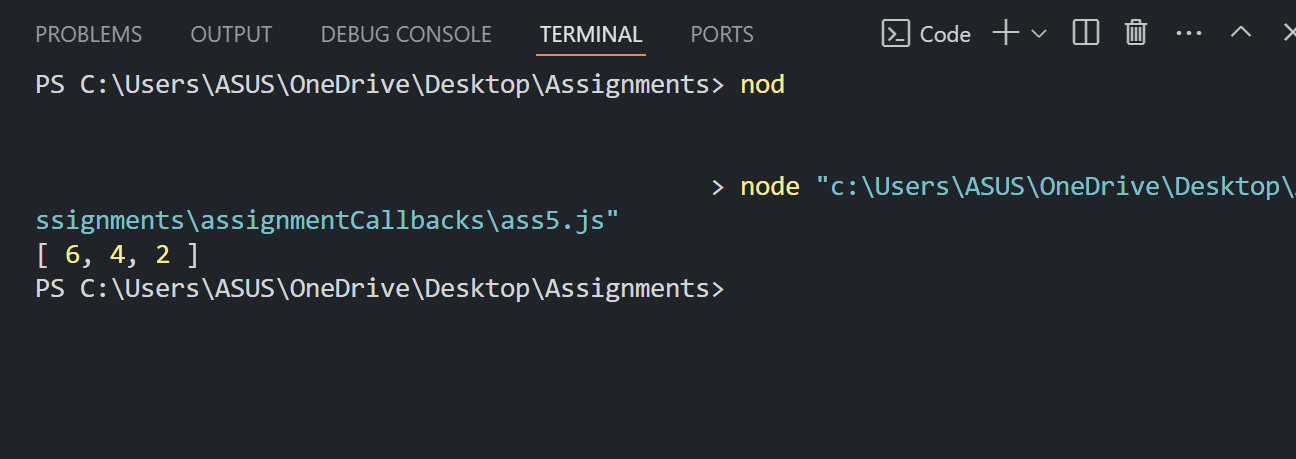 PROBLEMS OUTPUT DEBUG CONSOLE TERMINAL PORTS Code
PS C:\Users\ASUS\OneDrive\Desktop\Assignments> nod
> node "c:\Users\ASUS\OneDrive\Desktop\
ssignments\assignmentCallbacks\ass5.js"
[ 6, 4, 2 ]
PS C:\Users\ASUS\OneDrive\Desktop\Assignments>